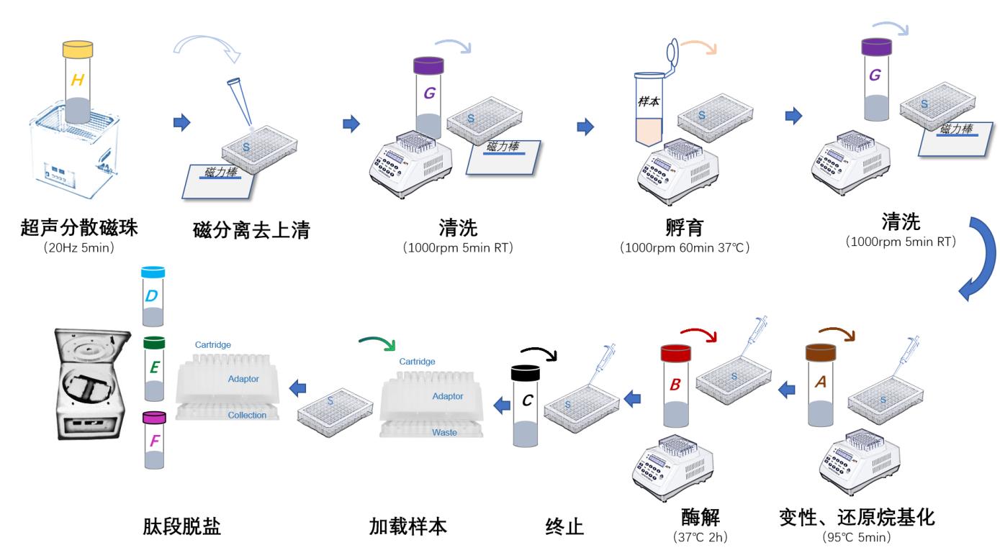 H
S
磁力棒
超声分散磁珠
（20Hz 5min）
磁分离去上清
G
S
磁力棒
清洗
（1000rpm 5min RT）
样本
S
孵育
（1000rpm 60min 37℃）
G
S
磁力棒
清洗
（1000rpm 5min RT）
A
S
变性、还原烷基化
（95℃ 5min）
B
S
酶解
（37℃ 2h）
C
S
终止
S
Cartridge
Adaptor
Waste
加载样本
D
E
F
Cartridge
Adaptor
Collection
肽段脱盐